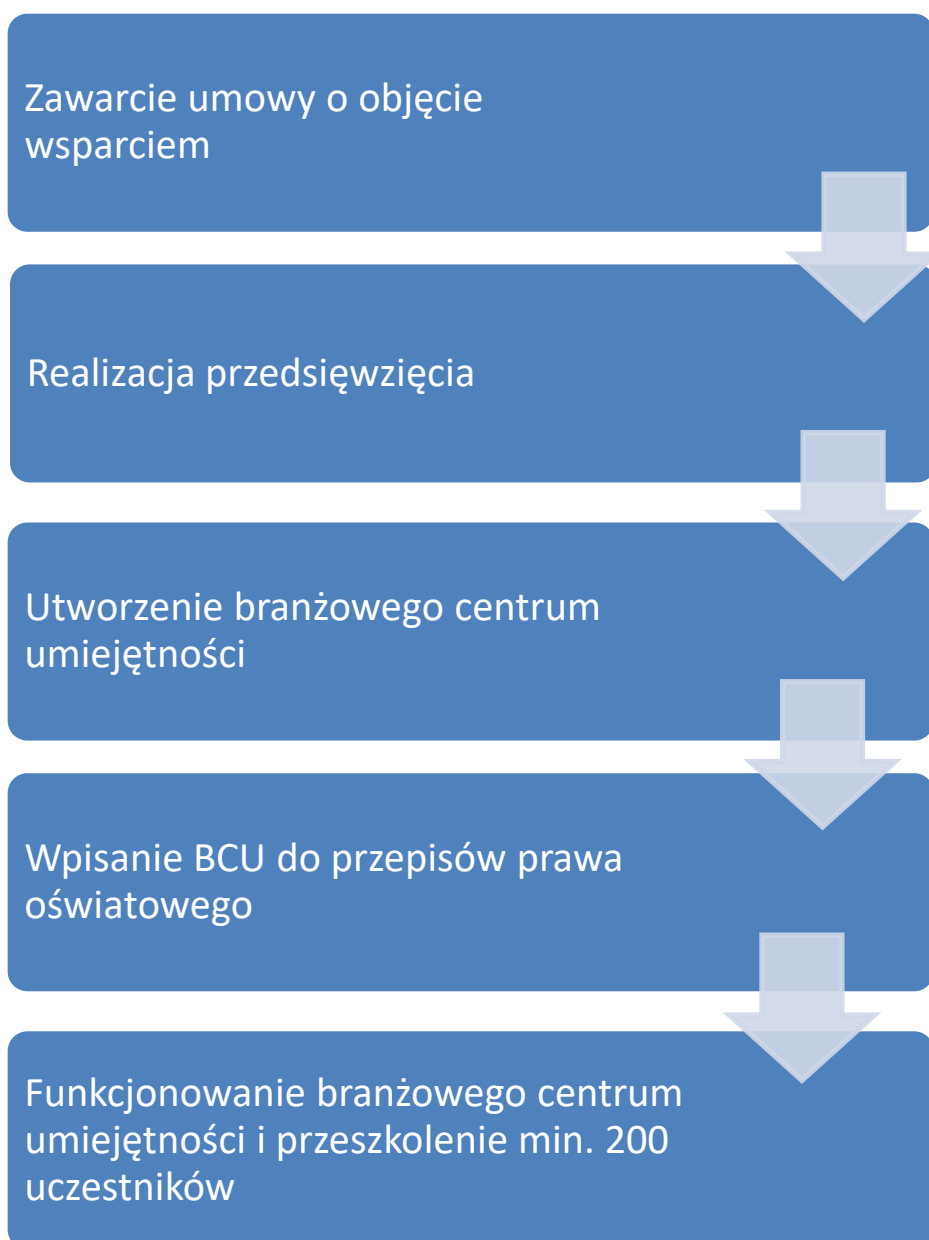 Zawarcie umowy o objęcie
wsparciem
Realizacja przedsięwzięcia
Utworzenie branżowego centrum
umiejętności
Wpisanie BCU do przepisów prawa
oświatowego
Funkcjonowanie branżowego centrum
umiejętności i przeszkolenie min. 200
uczestników